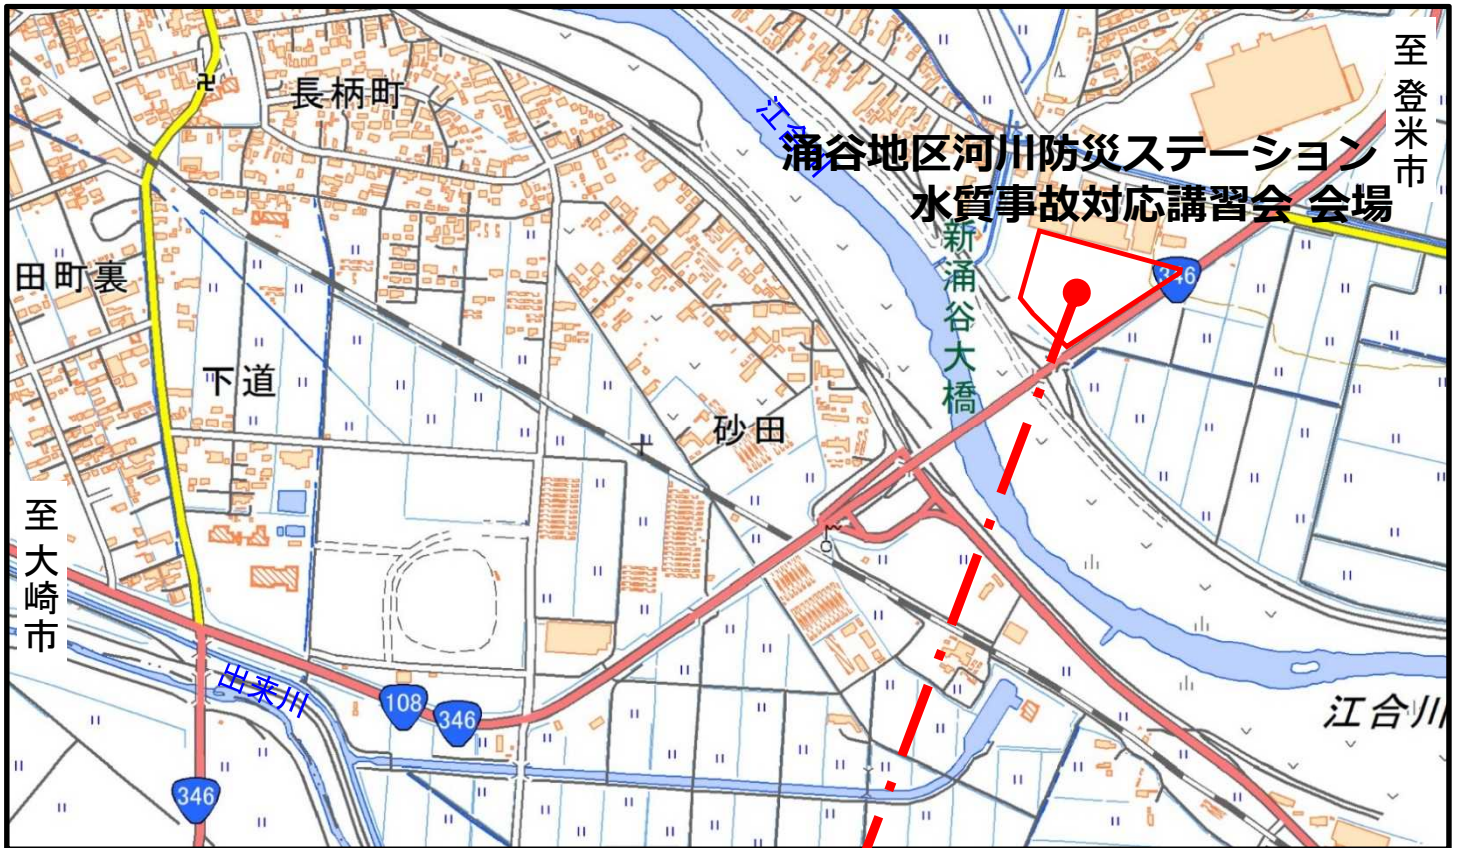 至登米市
長柄町
江合川
涌谷地区河川防災ステーション
水質事故対応講習会 会場
新涌谷大橋
346
田町裏
下道
砂田
至大崎市
出来川
108
346
江合川
346